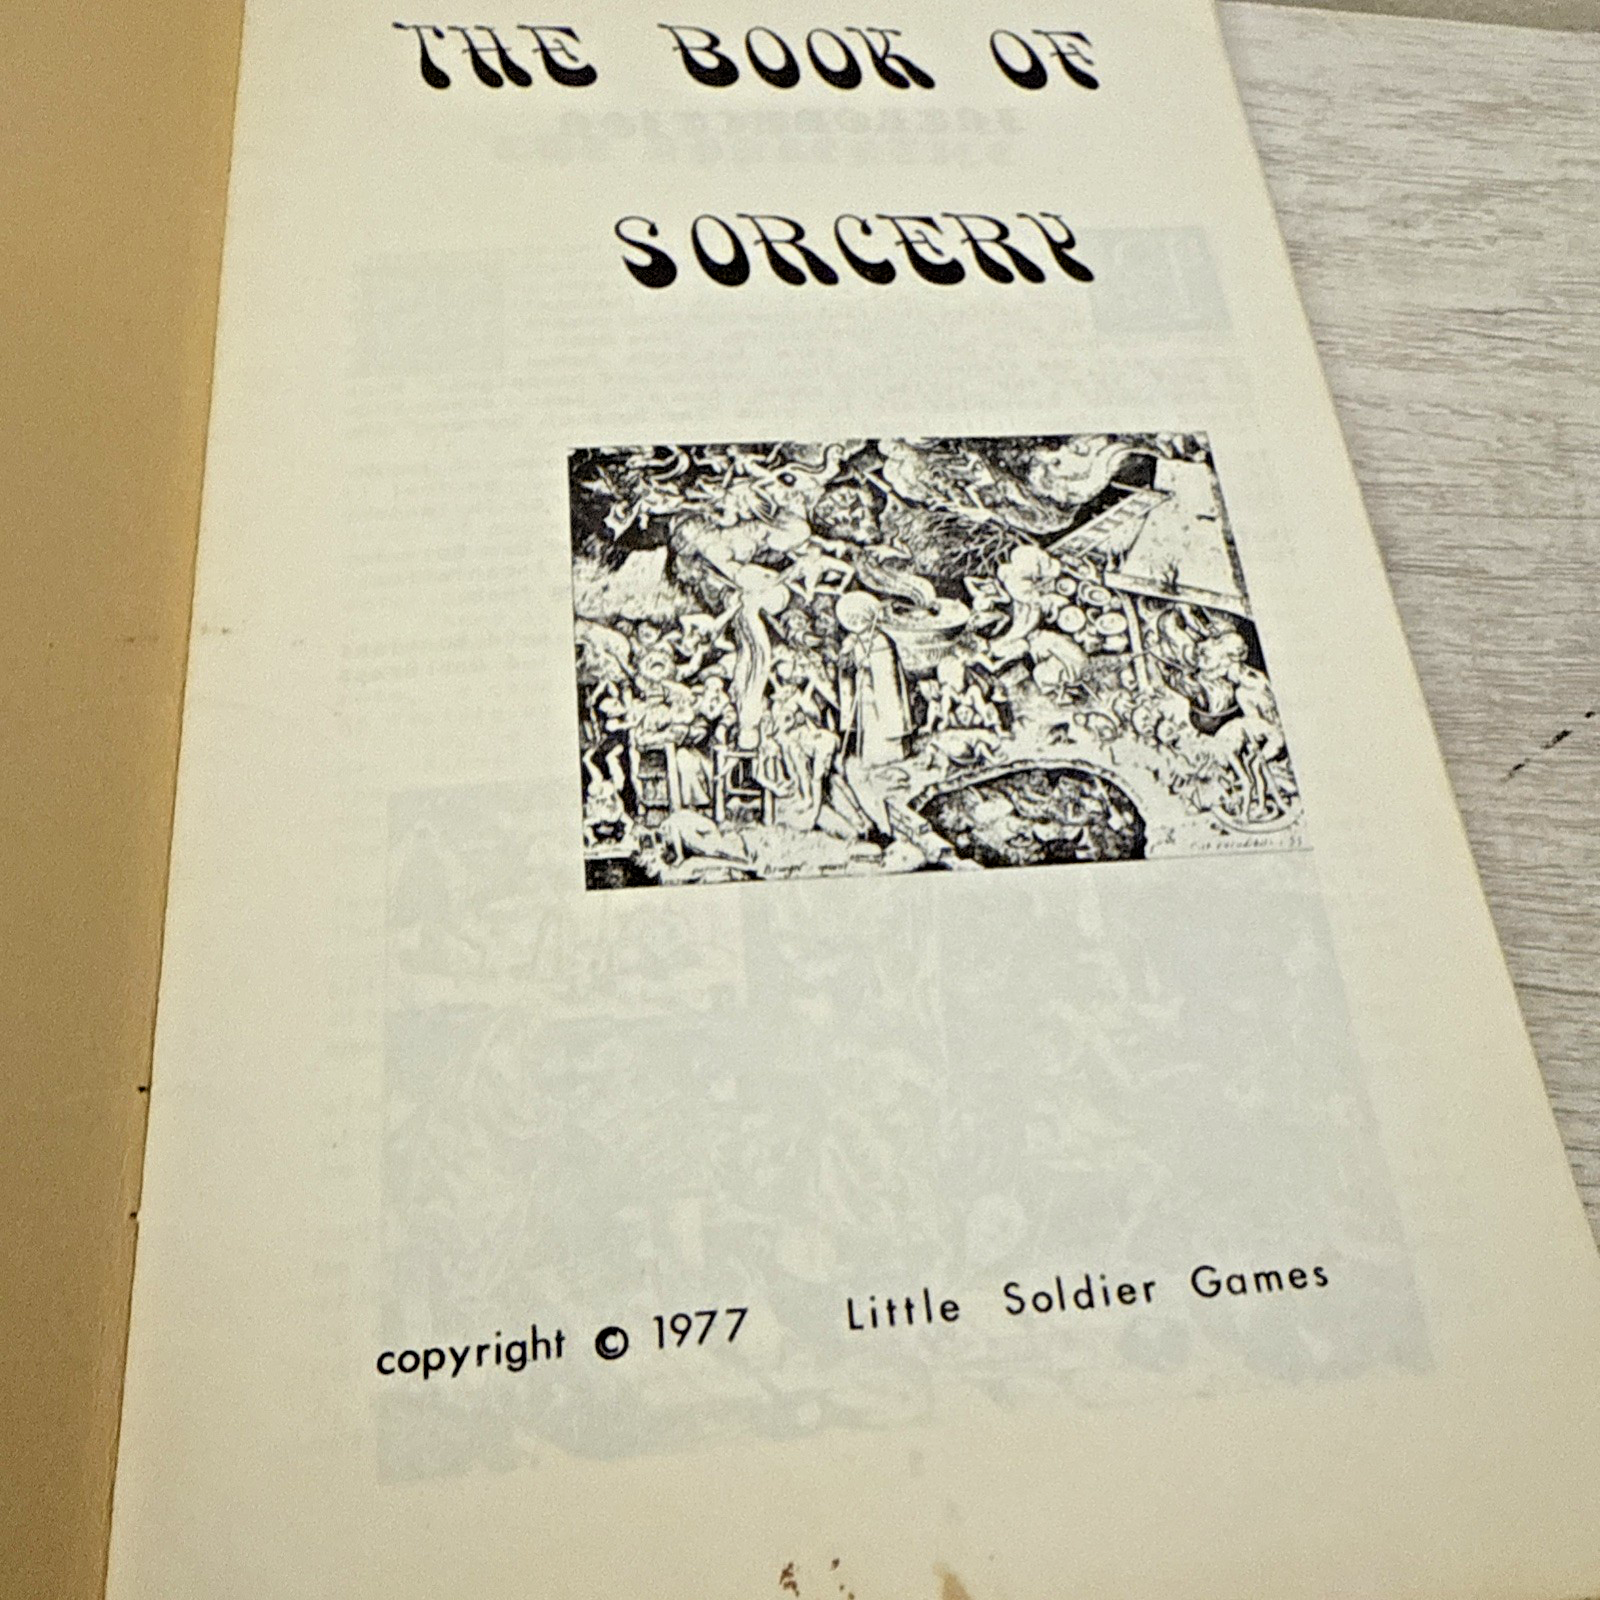 THE BOOK OF
SORCERY
copyright © 1977 Little Soldier Games